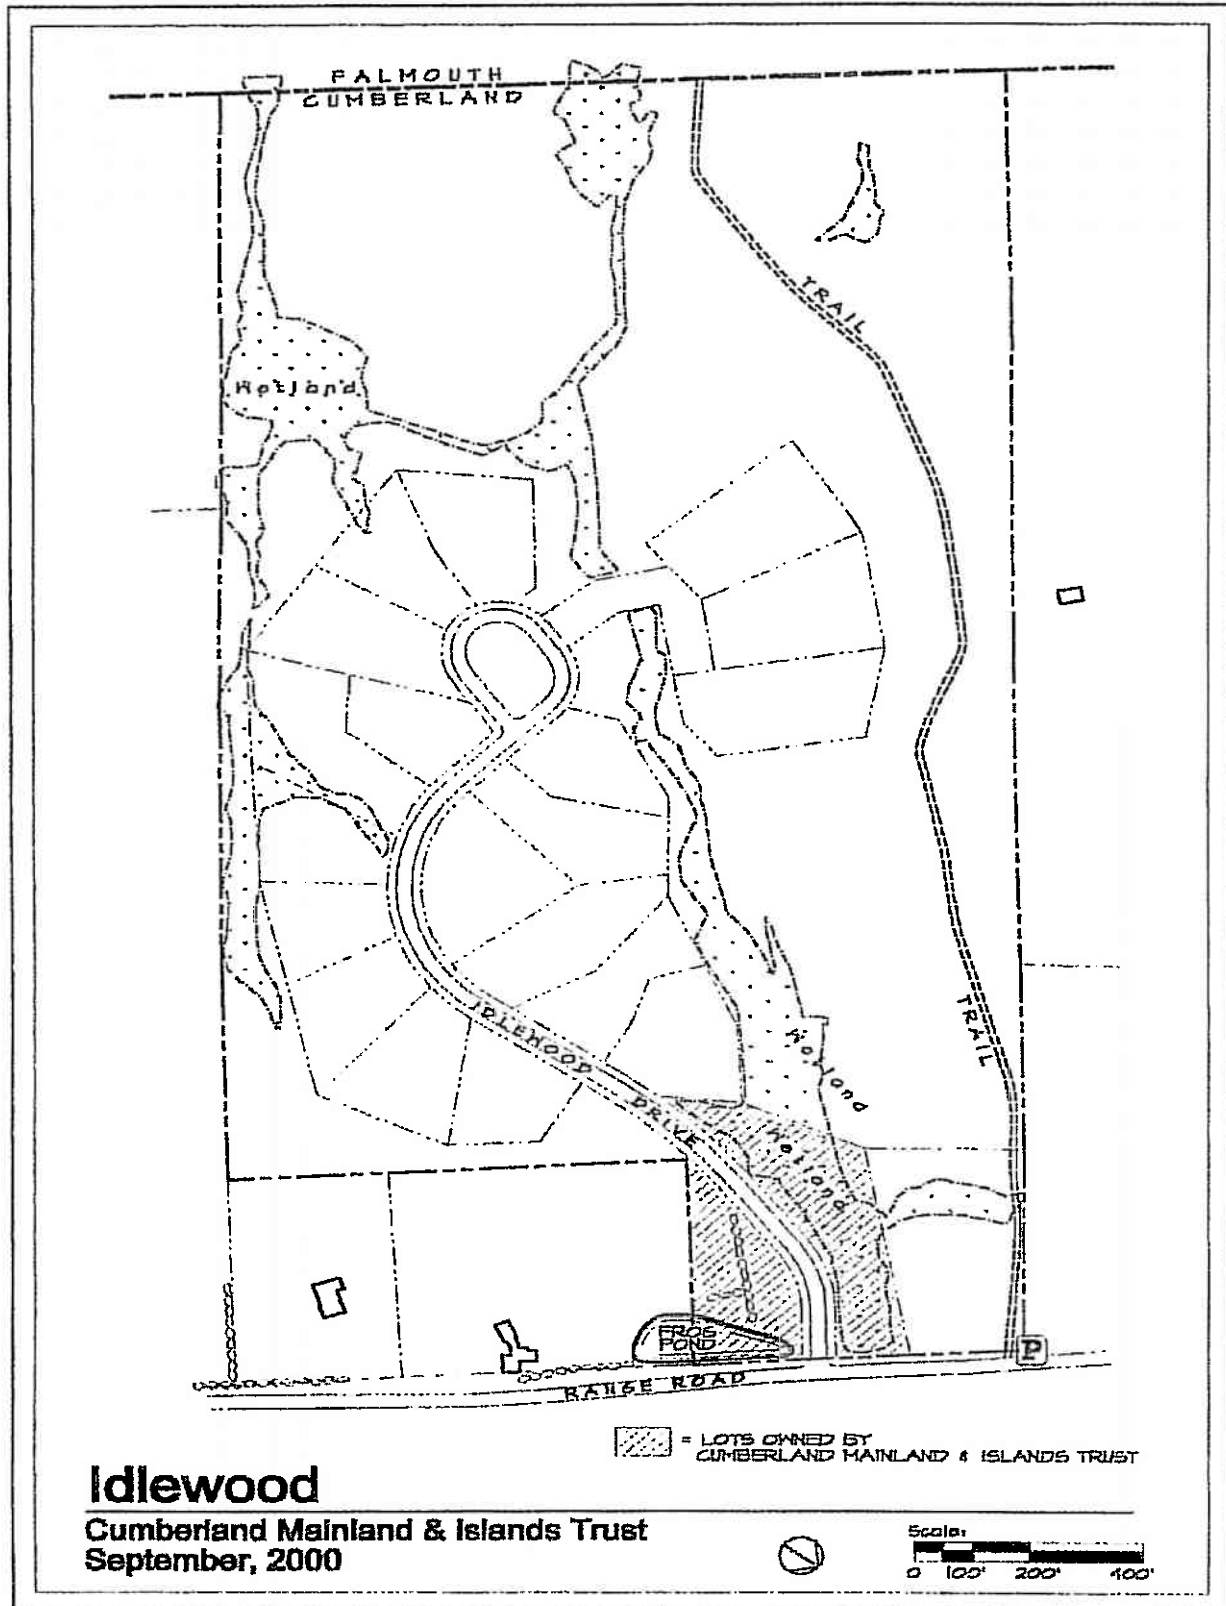 FALMOUTH
CUMBERLAND
TRAIL
Wetland
IDLEWOOD DRIVE
TRAIL
Wetland
Wetland
FROG
POND
P
RANGE ROAD
= LOTS OWNED BY
CUMBERLAND MAINLAND & ISLANDS TRUST
Idlewood
Cumberland Mainland & Islands Trust
September, 2000
Scale:
0 100' 200' 400'